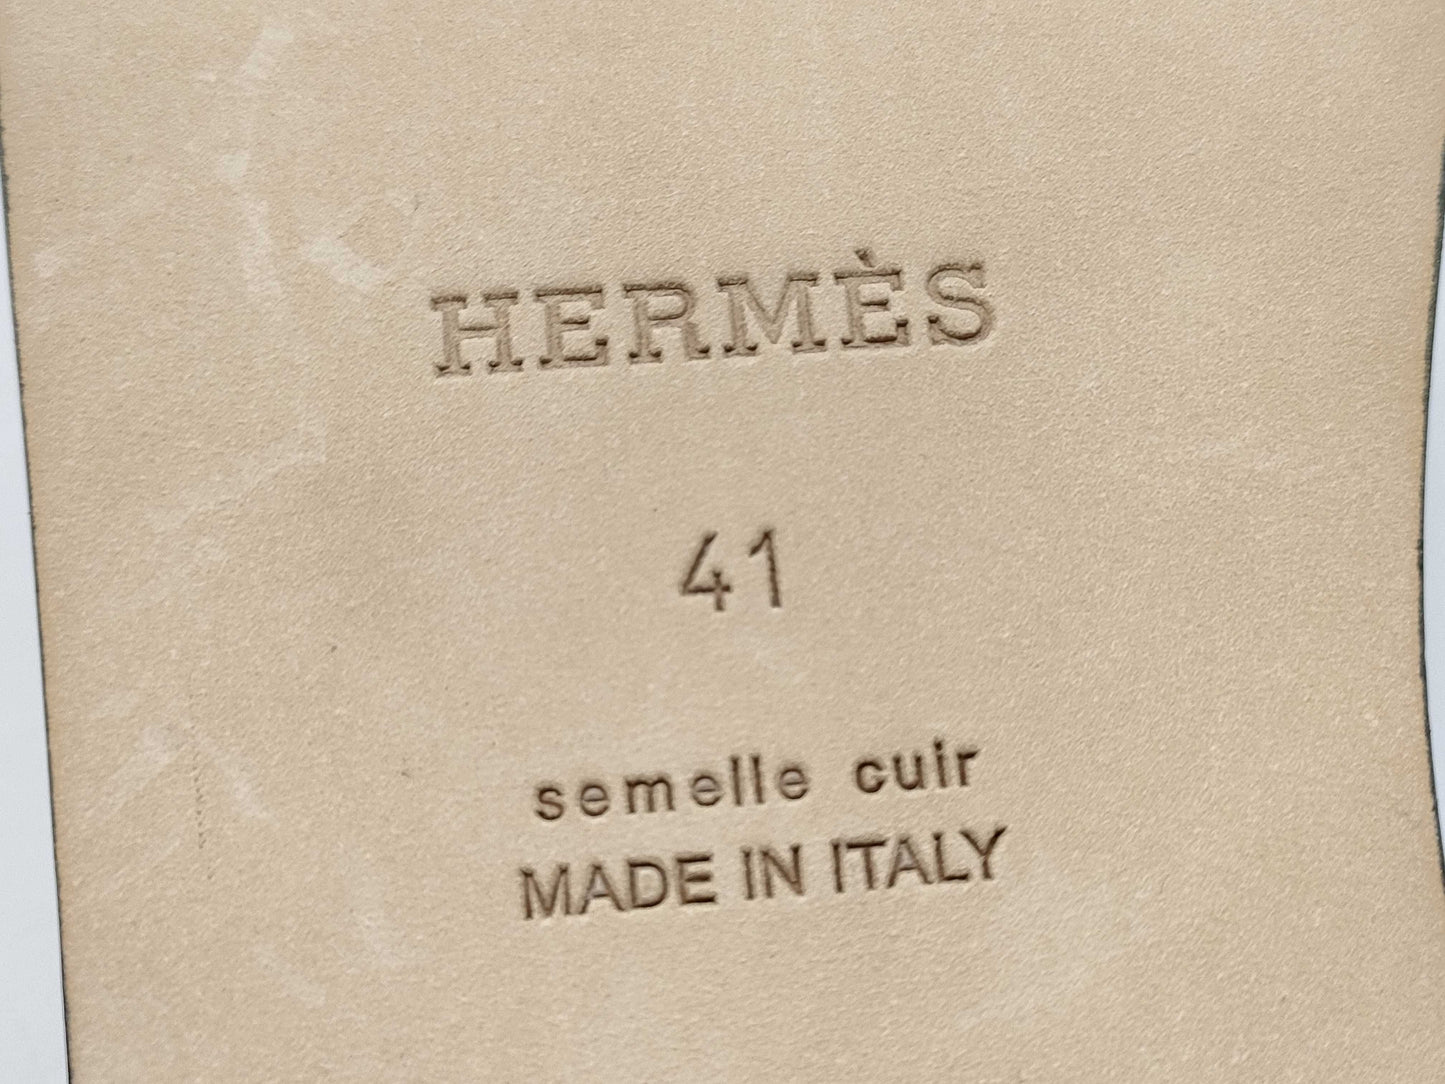 HERMÈS
41
semelle cuir
MADE IN ITALY